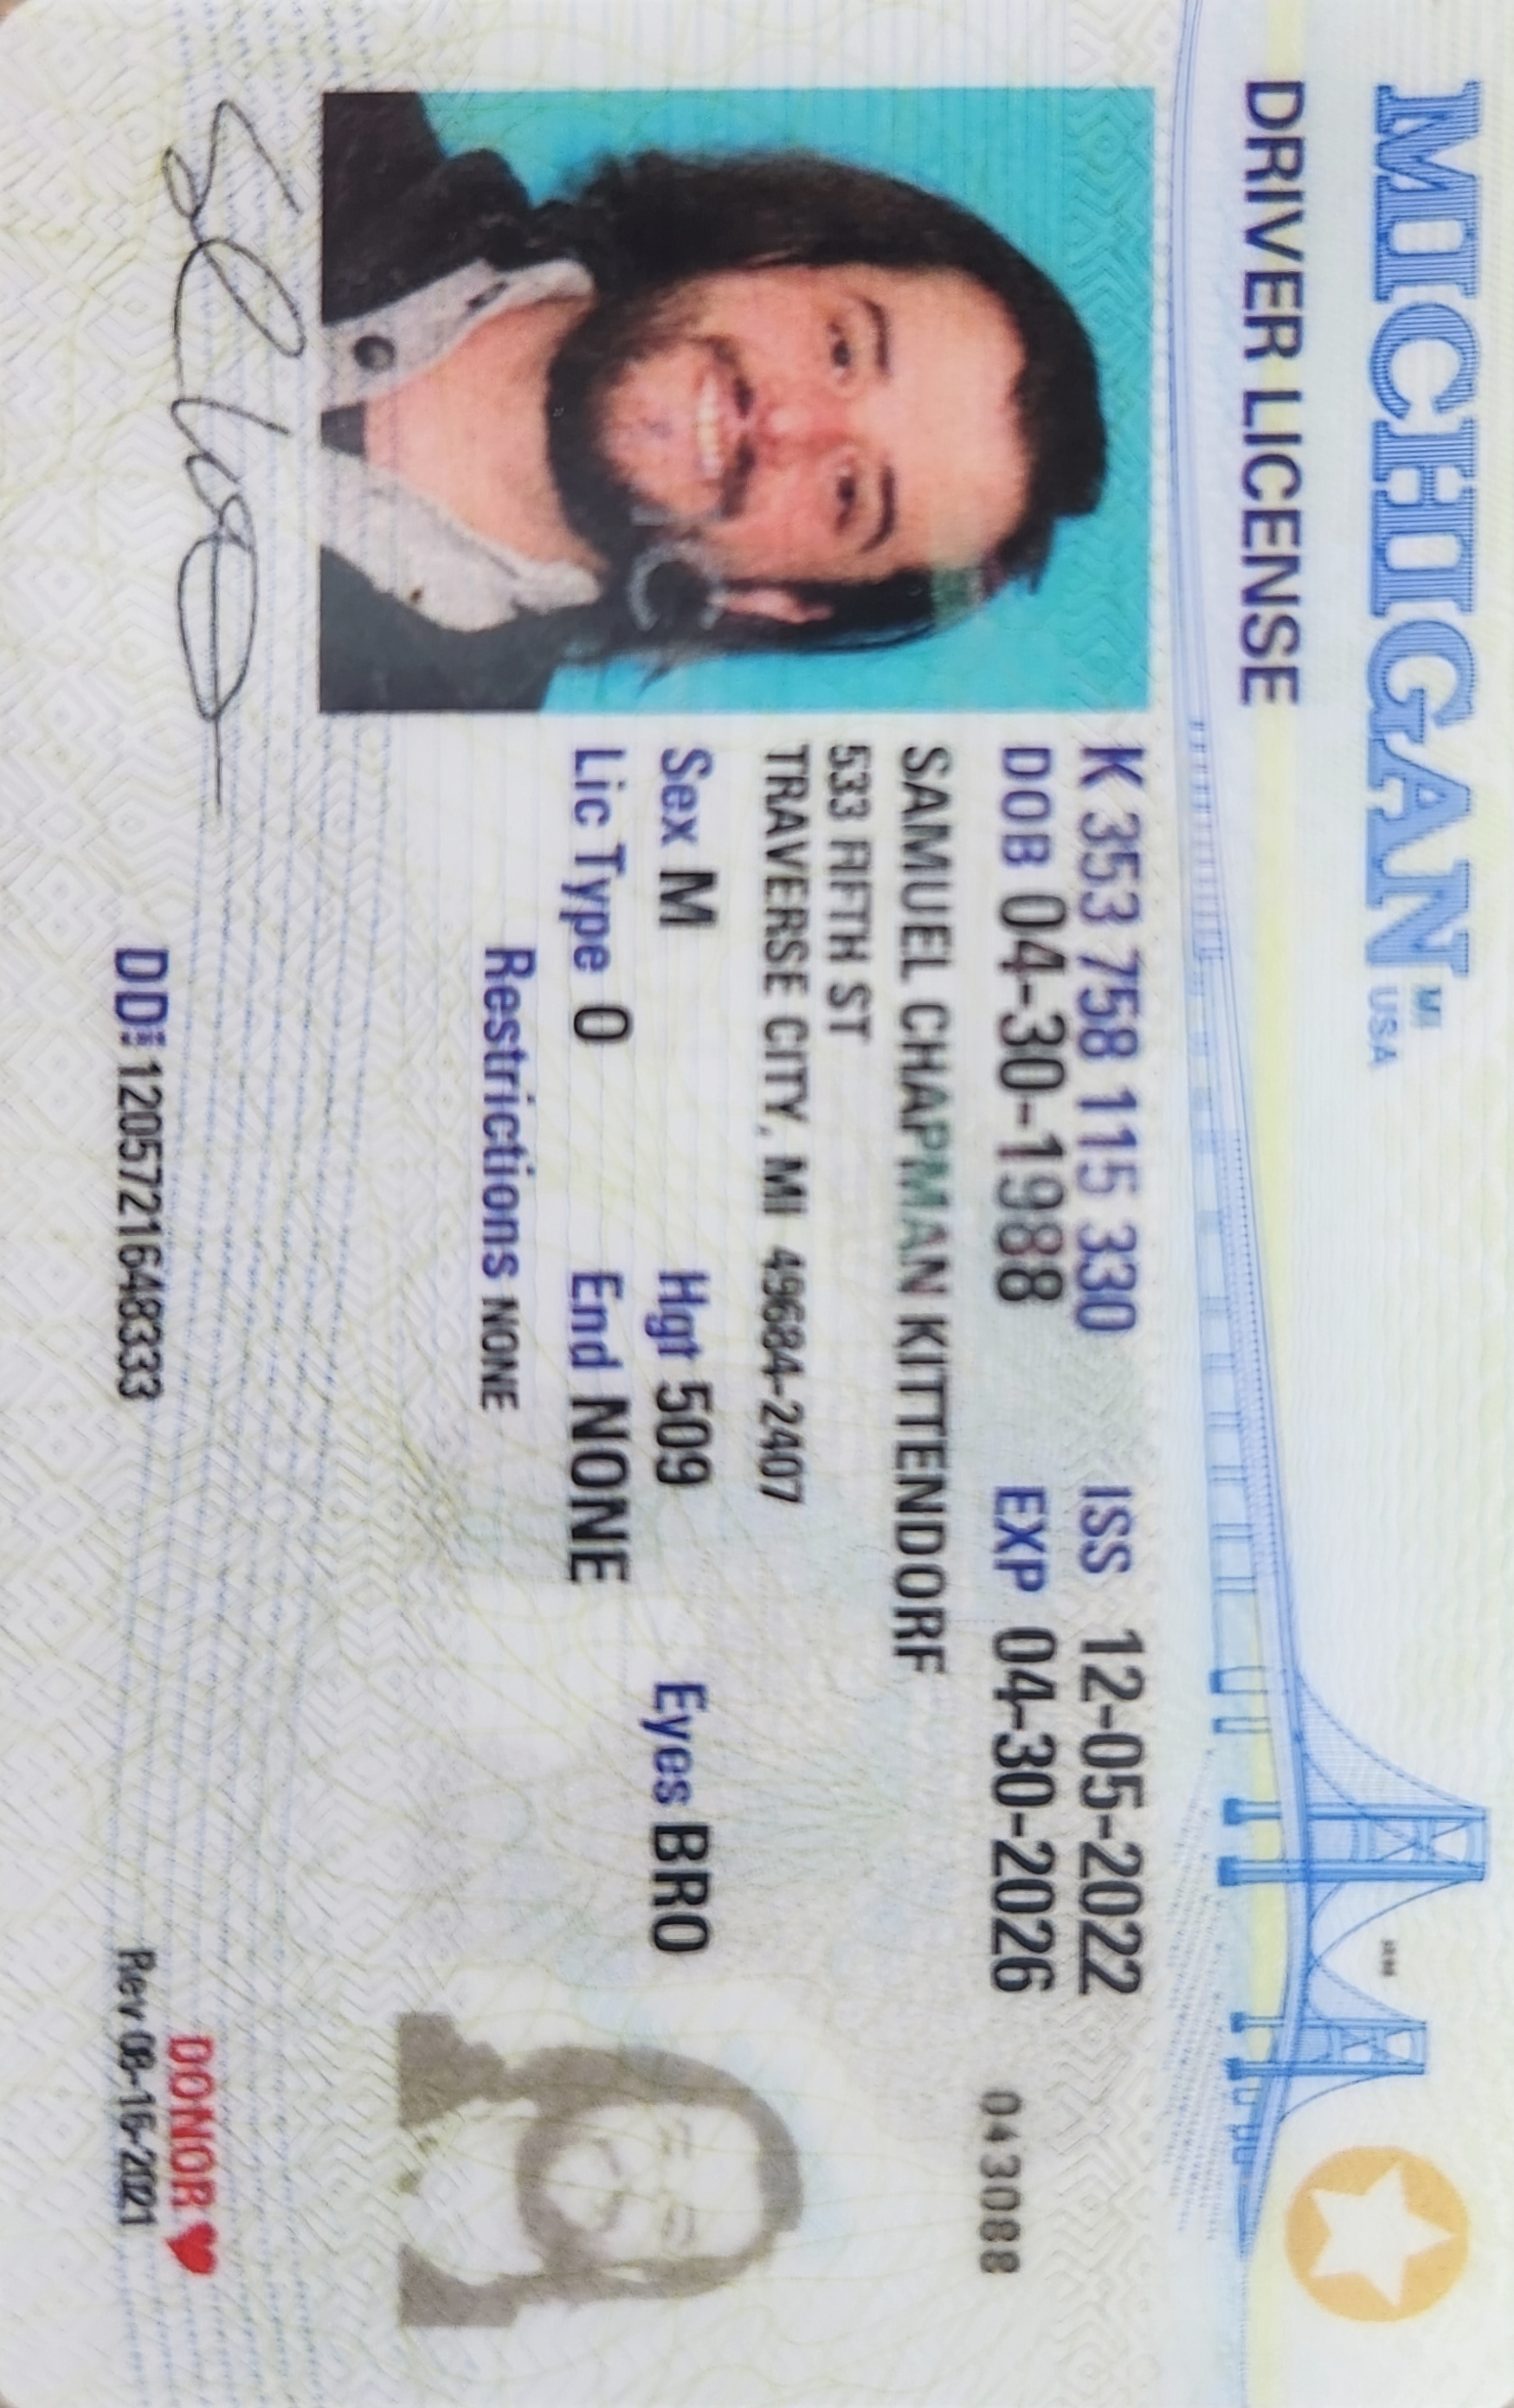 MICHIGAN MI USA
DRIVER LICENSE
K 353 758 115 330 ISS 12-05-2022
DOB 04-30-1988 EXP 04-30-2026 043088
SAMUEL CHAPMAN KITTENDORF
533 FIFTH ST
TRAVERSE CITY, MI 49684-2407
Sex M Hgt 509 Eyes BRO
Lic Type O End NONE
Restrictions NONE
DONOR
DD: 1205721648333 Rev 08-16-2021